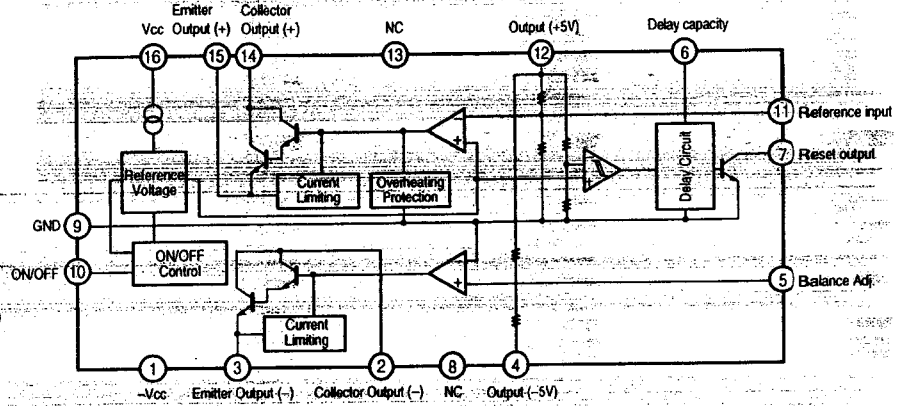 Emitter Collector
Vcc Output (+) Output (+) NC Output (+5V) Delay capacity
16 15 14 13 12 6
11 Reference input
7 Reset output
Reference
Voltage
Current
Limiting
Overheating
Protection
Delay Circuit
GND 9
ON/OFF
Control
ON/OFF 10
5 Balance Adj.
Current
Limiting
+
+
1 3 2 8 4
-Vcc Emitter Output (-) Collector Output (-) NC Output (-5V)